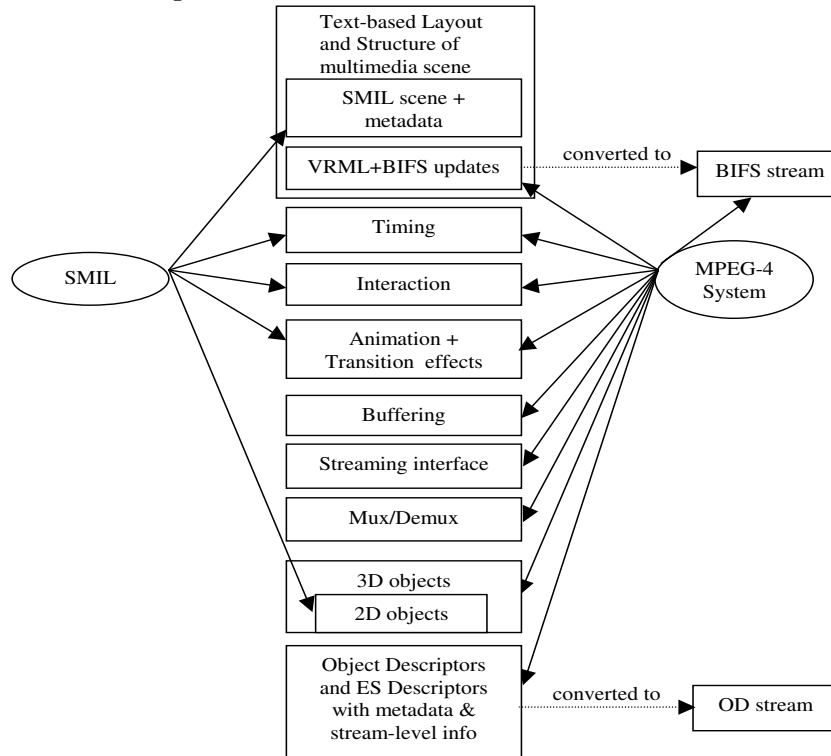 Text-based Layout
and Structure of
multimedia scene
SMIL scene +
metadata
VRML+BIFS updates
converted to
BIFS stream
Timing
SMIL
Interaction
MPEG-4
System
Animation +
Transition effects
Buffering
Streaming interface
Mux/Demux
3D objects
2D objects
Object Descriptors
and ES Descriptors
with metadata &
stream-level info
converted to
OD stream